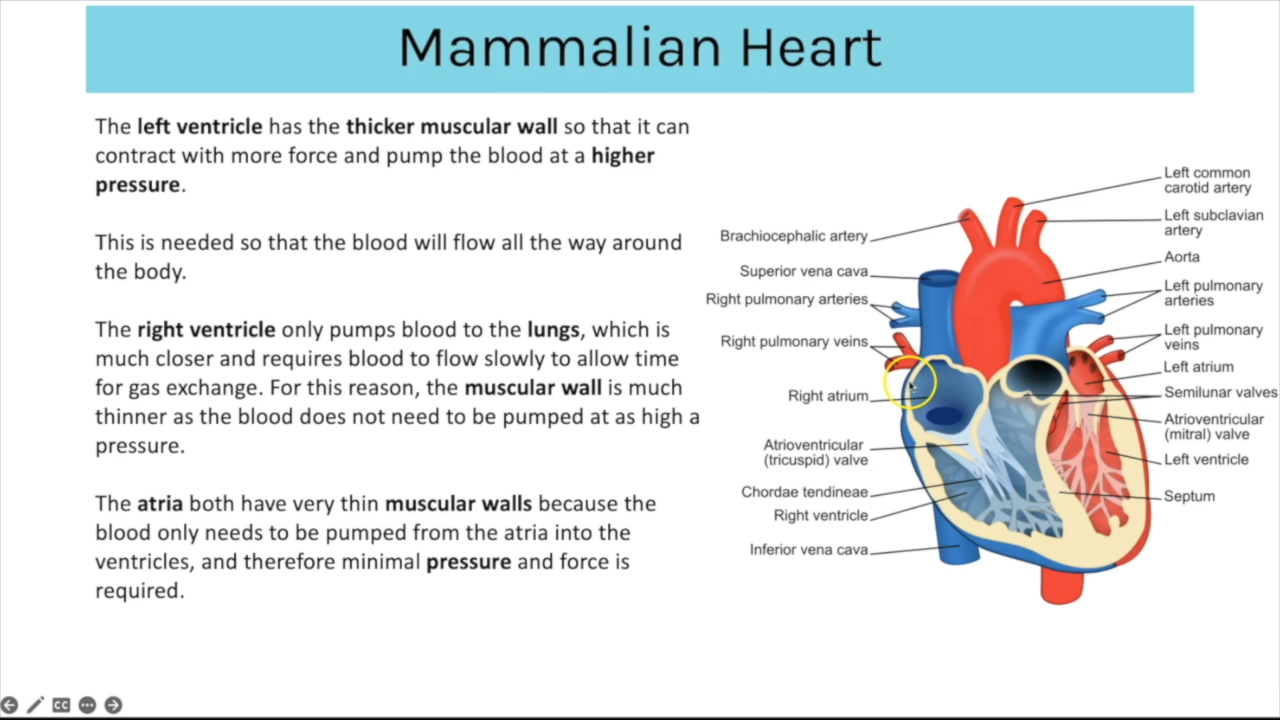 Mammalian Heart
The left ventricle has the thicker muscular wall so that it can
contract with more force and pump the blood at a higher
pressure.
This is needed so that the blood will flow all the way around
the body.
The right ventricle only pumps blood to the lungs, which is
much closer and requires blood to flow slowly to allow time
for gas exchange. For this reason, the muscular wall is much
thinner as the blood does not need to be pumped at as high a
pressure.
The atria both have very thin muscular walls because the
blood only needs to be pumped from the atria into the
ventricles, and therefore minimal pressure and force is
required.
Brachiocephalic artery
Superior vena cava
Right pulmonary arteries
Right pulmonary veins
Right atrium
Atrioventricular
(tricuspid) valve
Chordae tendineae
Right ventricle
Inferior vena cava
Left common
carotid artery
Left subclavian
artery
Aorta
Left pulmonary
arteries
Left pulmonary
veins
Left atrium
Semilunar valves
Atrioventricular
(mitral) valve
Left ventricle
Septum
CC